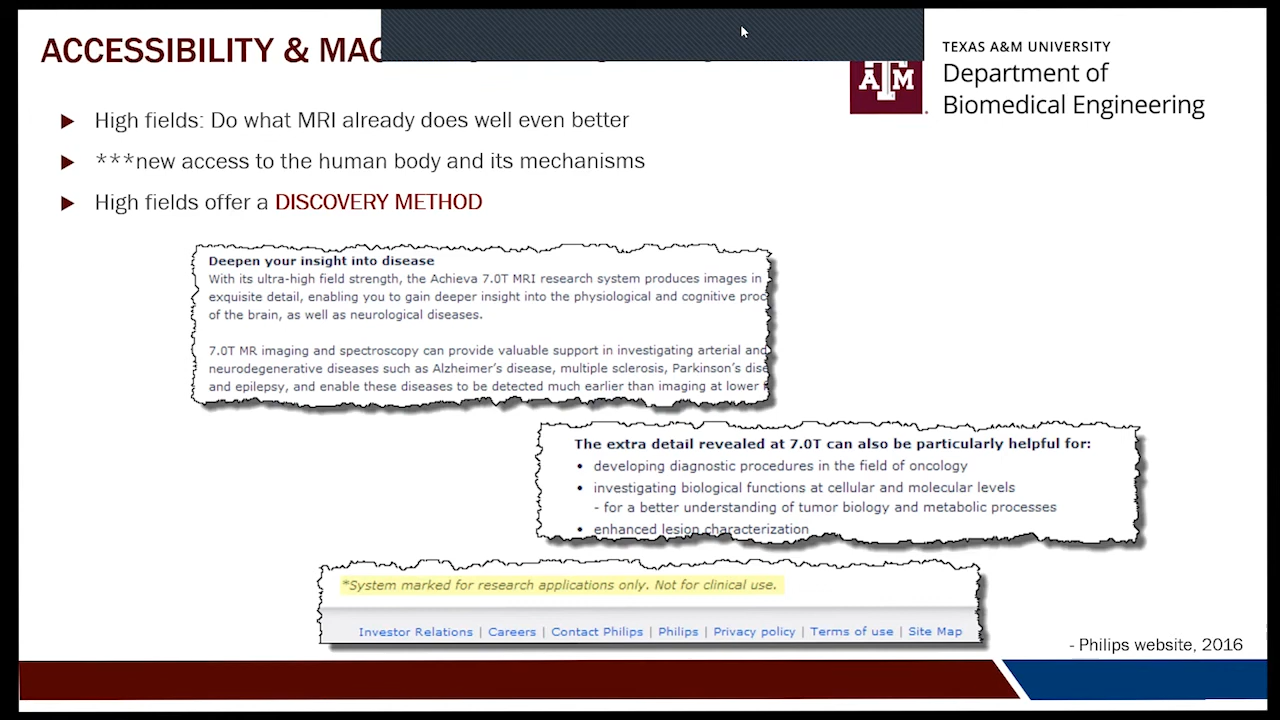 ACCESSIBILITY &
TEXAS A&M UNIVERSITY
Department of
Biomedical Engineering
A M
High fields: Do what MRI already does well even better
***new access to the human body and its mechanisms
High fields offer a DISCOVERY METHOD
Deepen your insight into disease
With its ultra-high field strength, the Achieva 7.0T MRI research system produces images in
exquisite detail, enabling you to gain deeper insight into the physiological and cognitive proc
of the brain, as well as neurological diseases.
7.0T MR imaging and spectroscopy can provide valuable support in investigating arterial and
neurodegenerative diseases such as Alzheimer's disease, multiple sclerosis, Parkinson's dise
and epilepsy, and enable these diseases to be detected much earlier than imaging at lower
The extra detail revealed at 7.0T can also be particularly helpful for:
• developing diagnostic procedures in the field of oncology
• investigating biological functions at cellular and molecular levels
- for a better understanding of tumor biology and metabolic processes
• enhanced lesion characterization
*System marked for research applications only. Not for clinical use.
Investor Relations | Careers | Contact Philips | Philips | Privacy policy | Terms of use | Site Map
- Philips website, 2016